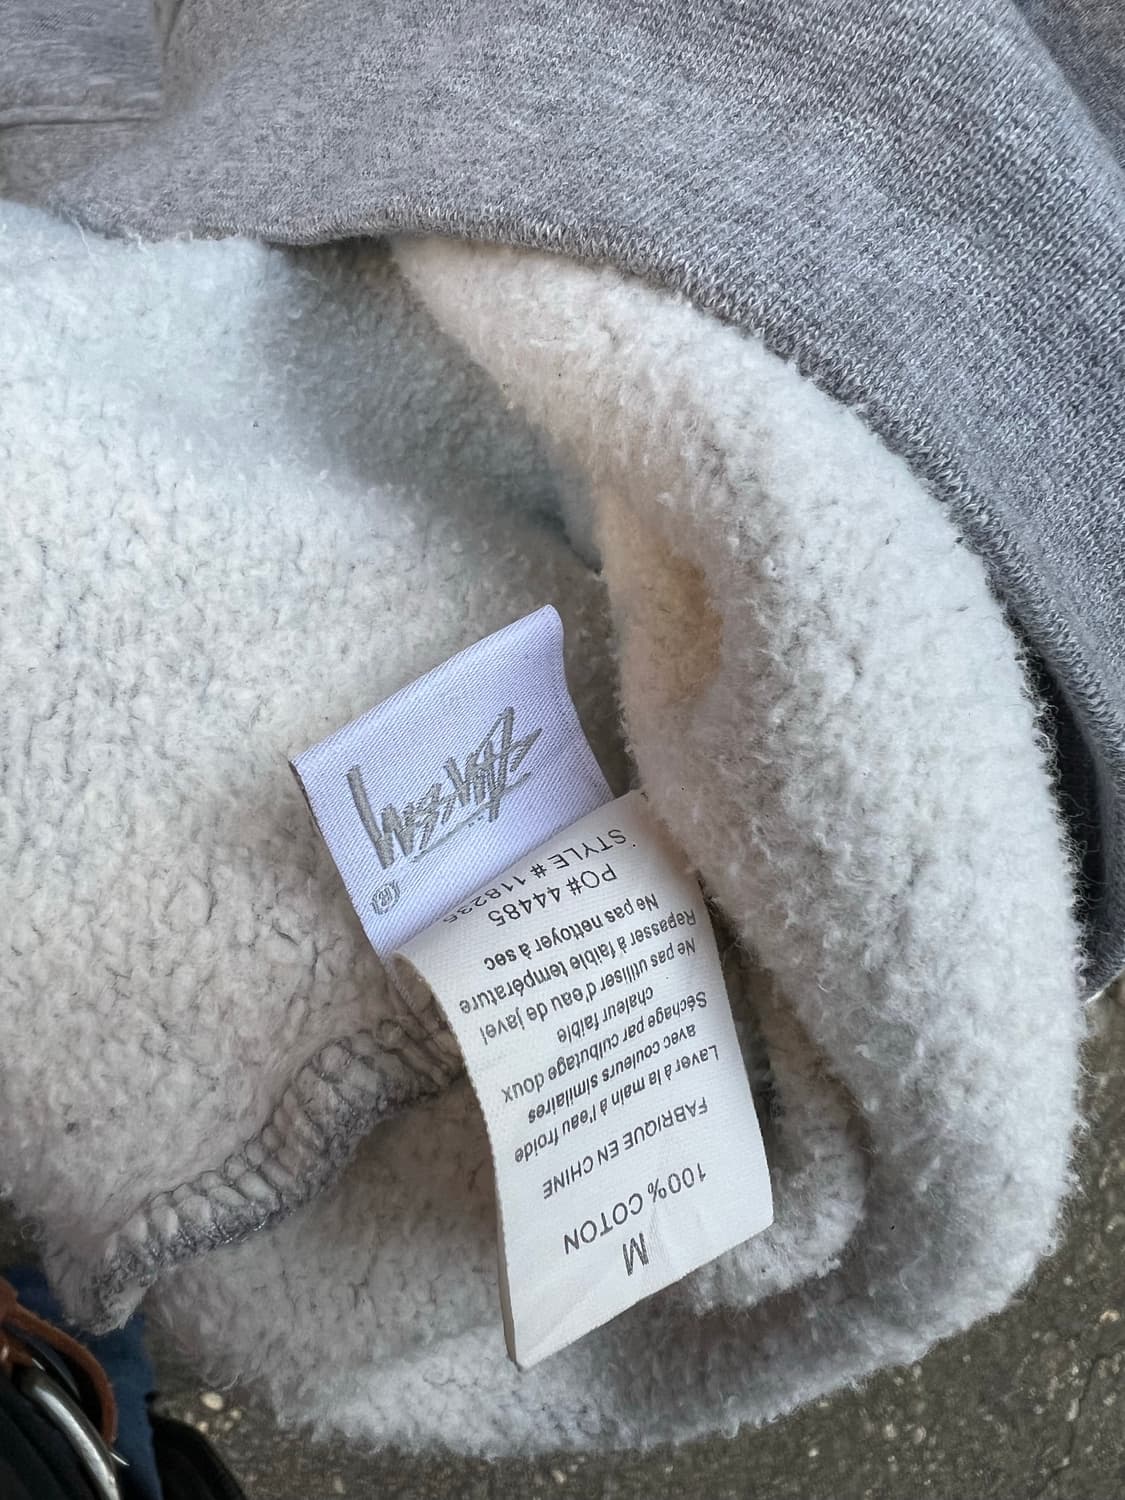 M
100% COTON
FABRIQUE EN CHINE
Laver à la main à l'eau froide
avec couleurs similaires
Séchage par culbutage doux
chaleur faible
Ne pas utiliser d'eau de javel
Repasser à faible température
Ne pas nettoyer à sec
PO# 44485
STYLE # 118235
Stüssy ®